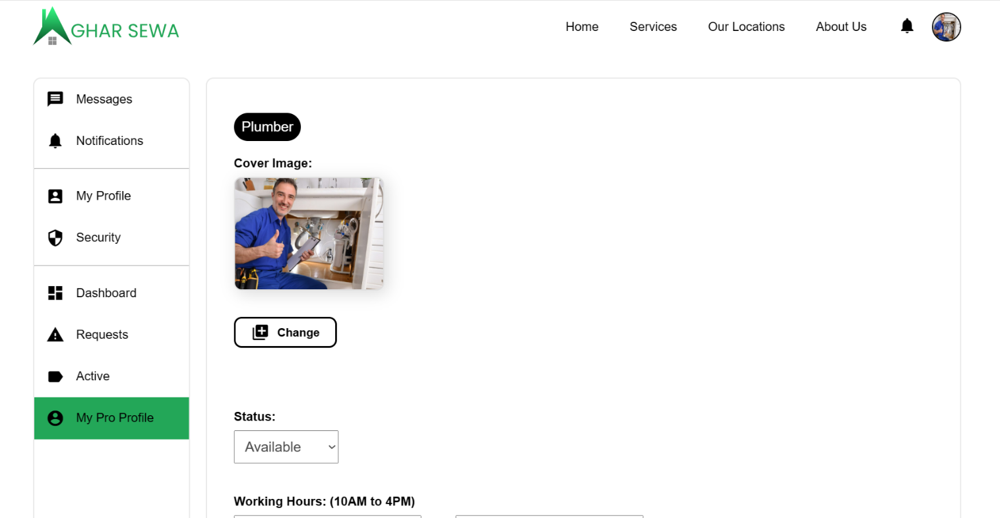 GHAR SEWA
Home Services Our Locations About Us
Messages
Notifications
My Profile
Security
Dashboard
Requests
Active
My Pro Profile
Plumber
Cover Image:
Change
Status:
Available
Working Hours: (10AM to 4PM)